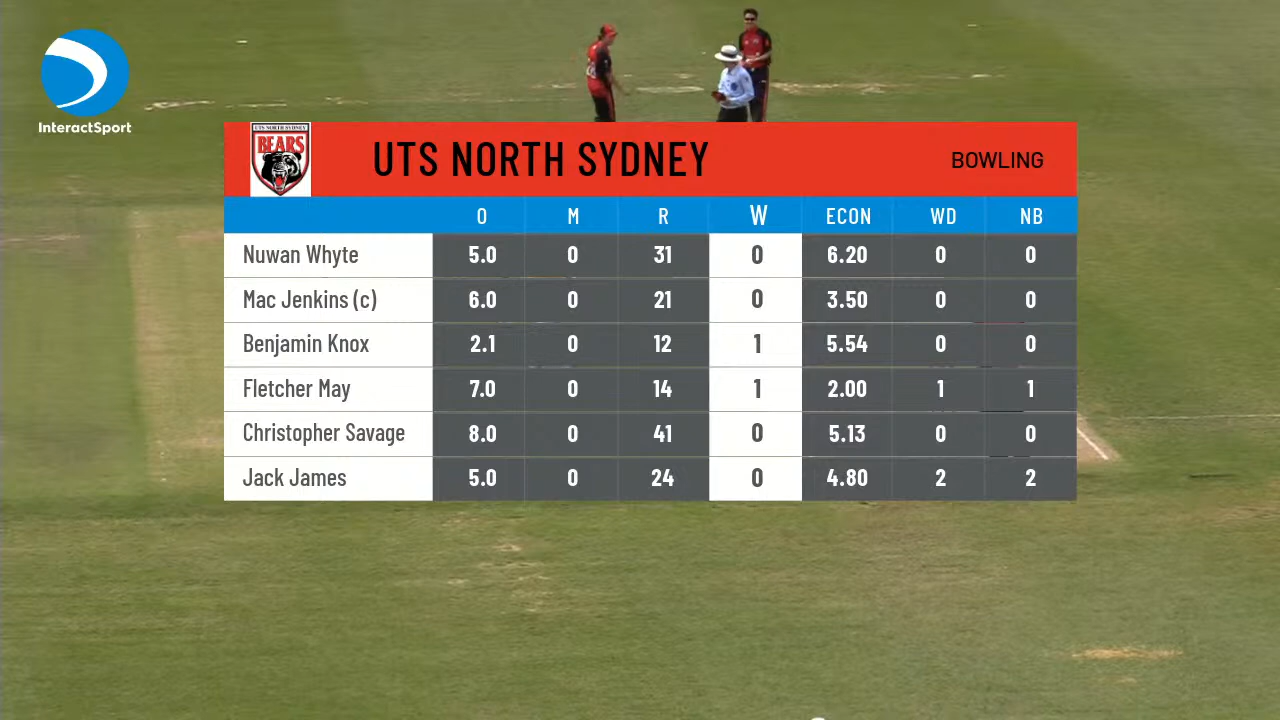 InteractSport
UTS NORTH SYDNEY
BEARS
UTS NORTH SYDNEY
BOWLING
O M R W ECON WD NB
Nuwan Whyte 5.0 0 31 0 6.20 0 0
Mac Jenkins (c) 6.0 0 21 0 3.50 0 0
Benjamin Knox 2.1 0 12 1 5.54 0 0
Fletcher May 7.0 0 14 1 2.00 1 1
Christopher Savage 8.0 0 41 0 5.13 0 0
Jack James 5.0 0 24 0 4.80 2 2